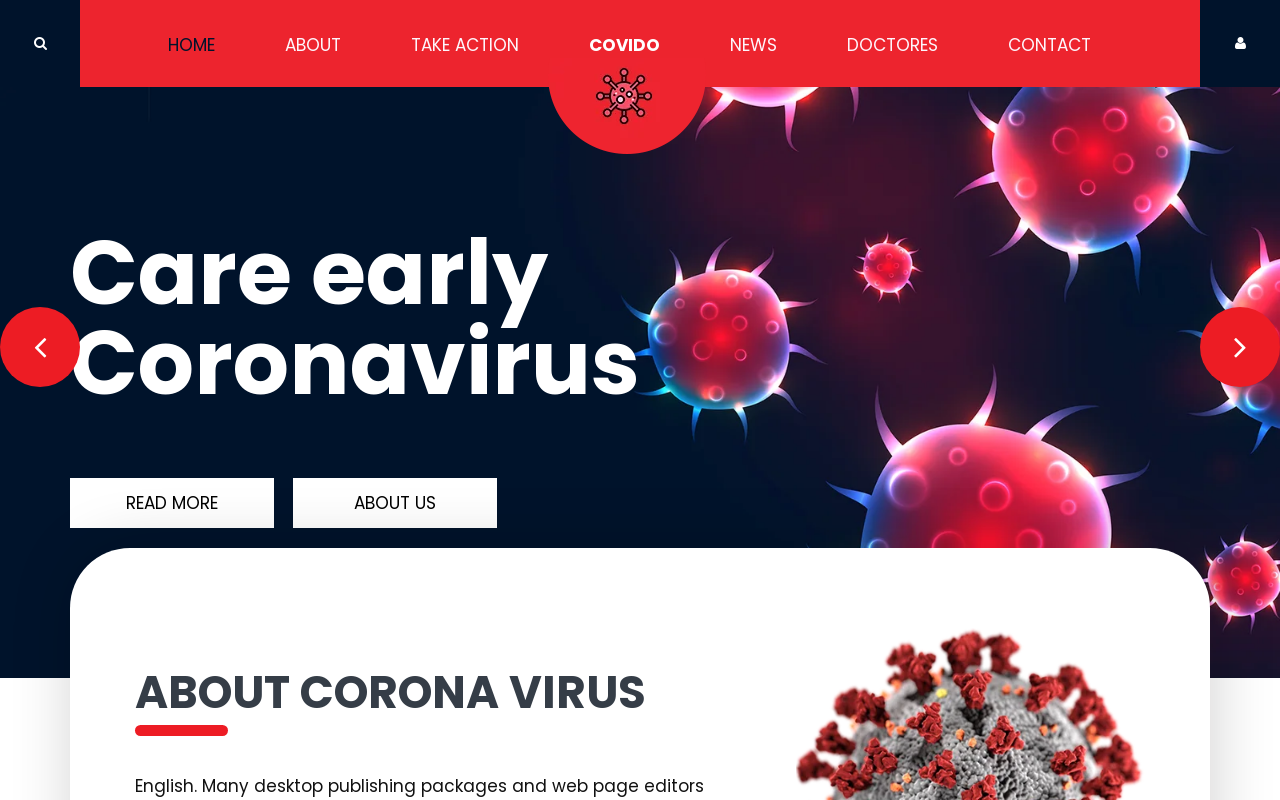 HOME ABOUT TAKE ACTION COVIDO NEWS DOCTORES CONTACT
Care early
Coronavirus
READ MORE ABOUT US
ABOUT CORONA VIRUS
English. Many desktop publishing packages and web page editors